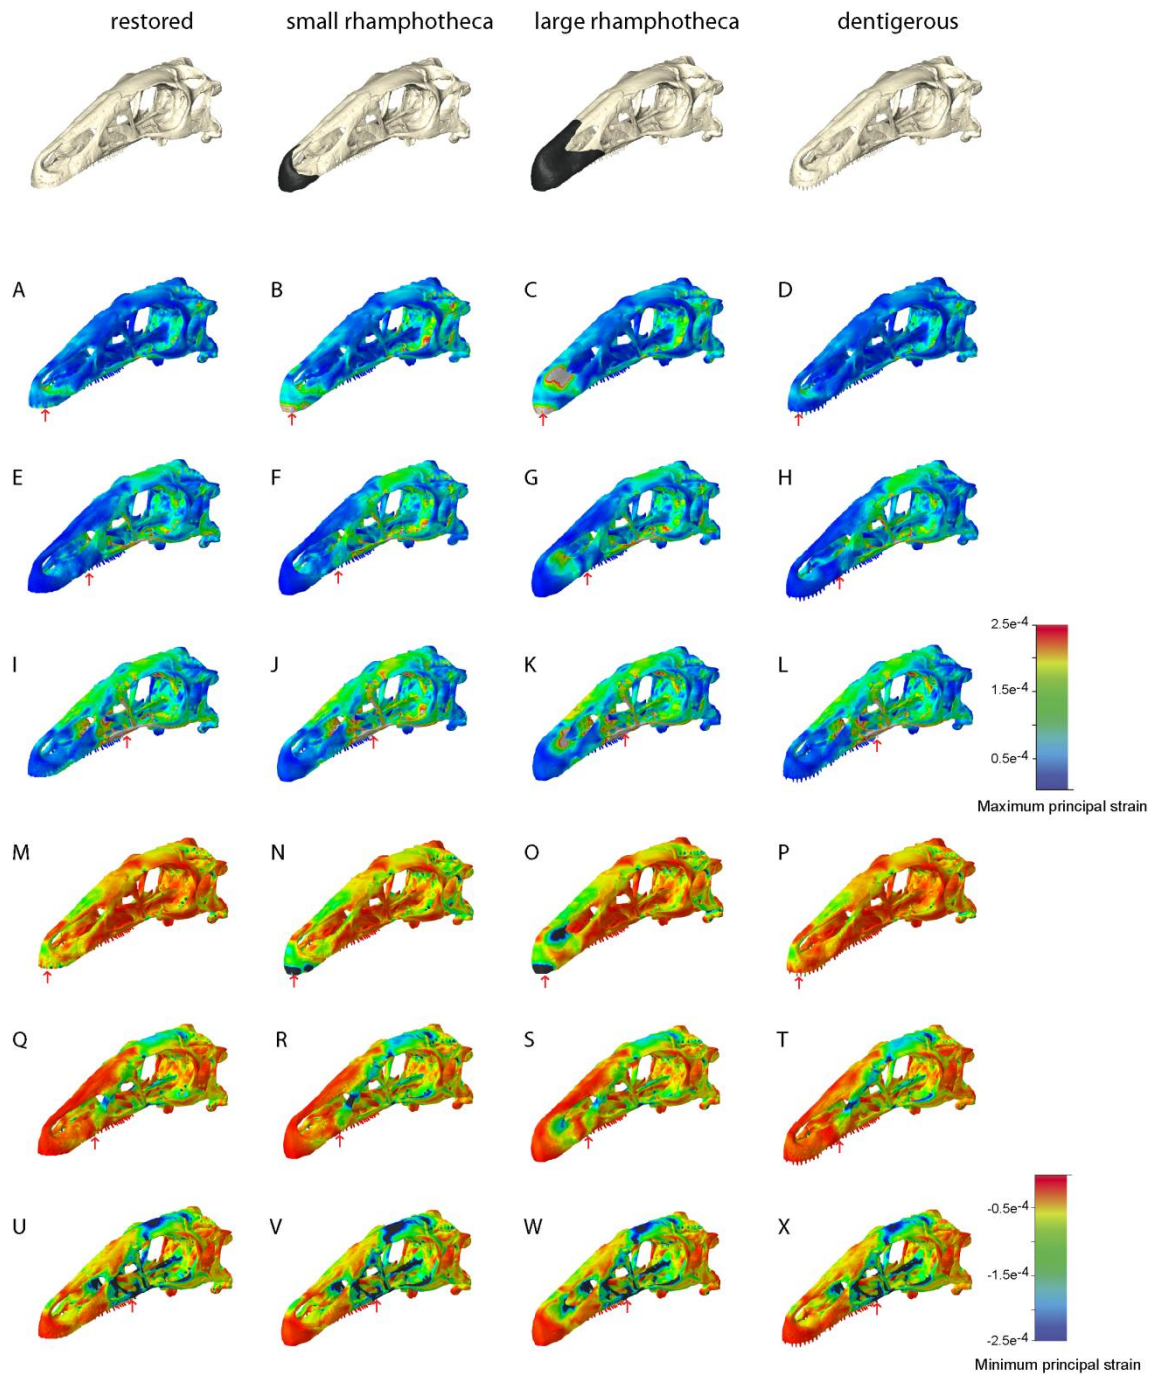 restored small rhamphotheca large rhamphotheca dentigerous
A B C D
E F G H
2.5e-4
I J K L
1.5e-4
0.5e-4
Maximum principal strain
M N O P
Q R S T
-0.5e-4
U V W X
-1.5e-4
-2.5e-4
Minimum principal strain